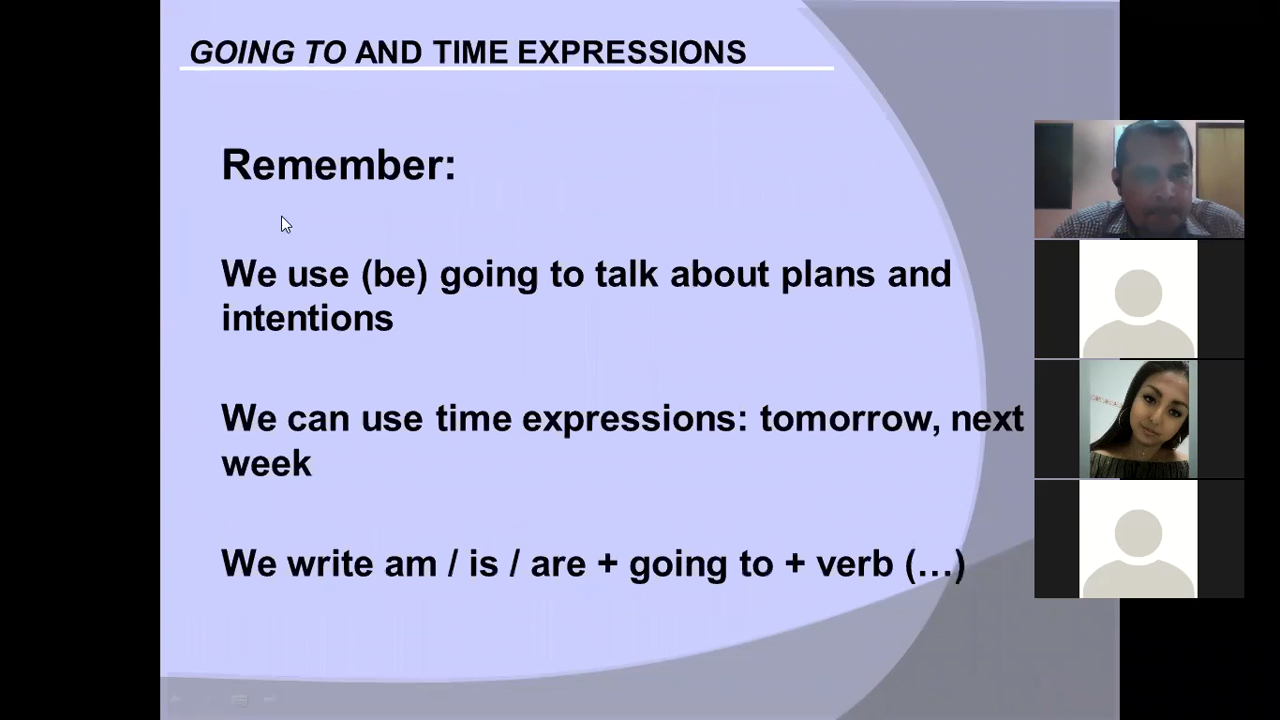 GOING TO AND TIME EXPRESSIONS
Remember:
We use (be) going to talk about plans and
intentions
We can use time expressions: tomorrow, next
week
We write am / is / are + going to + verb (…)